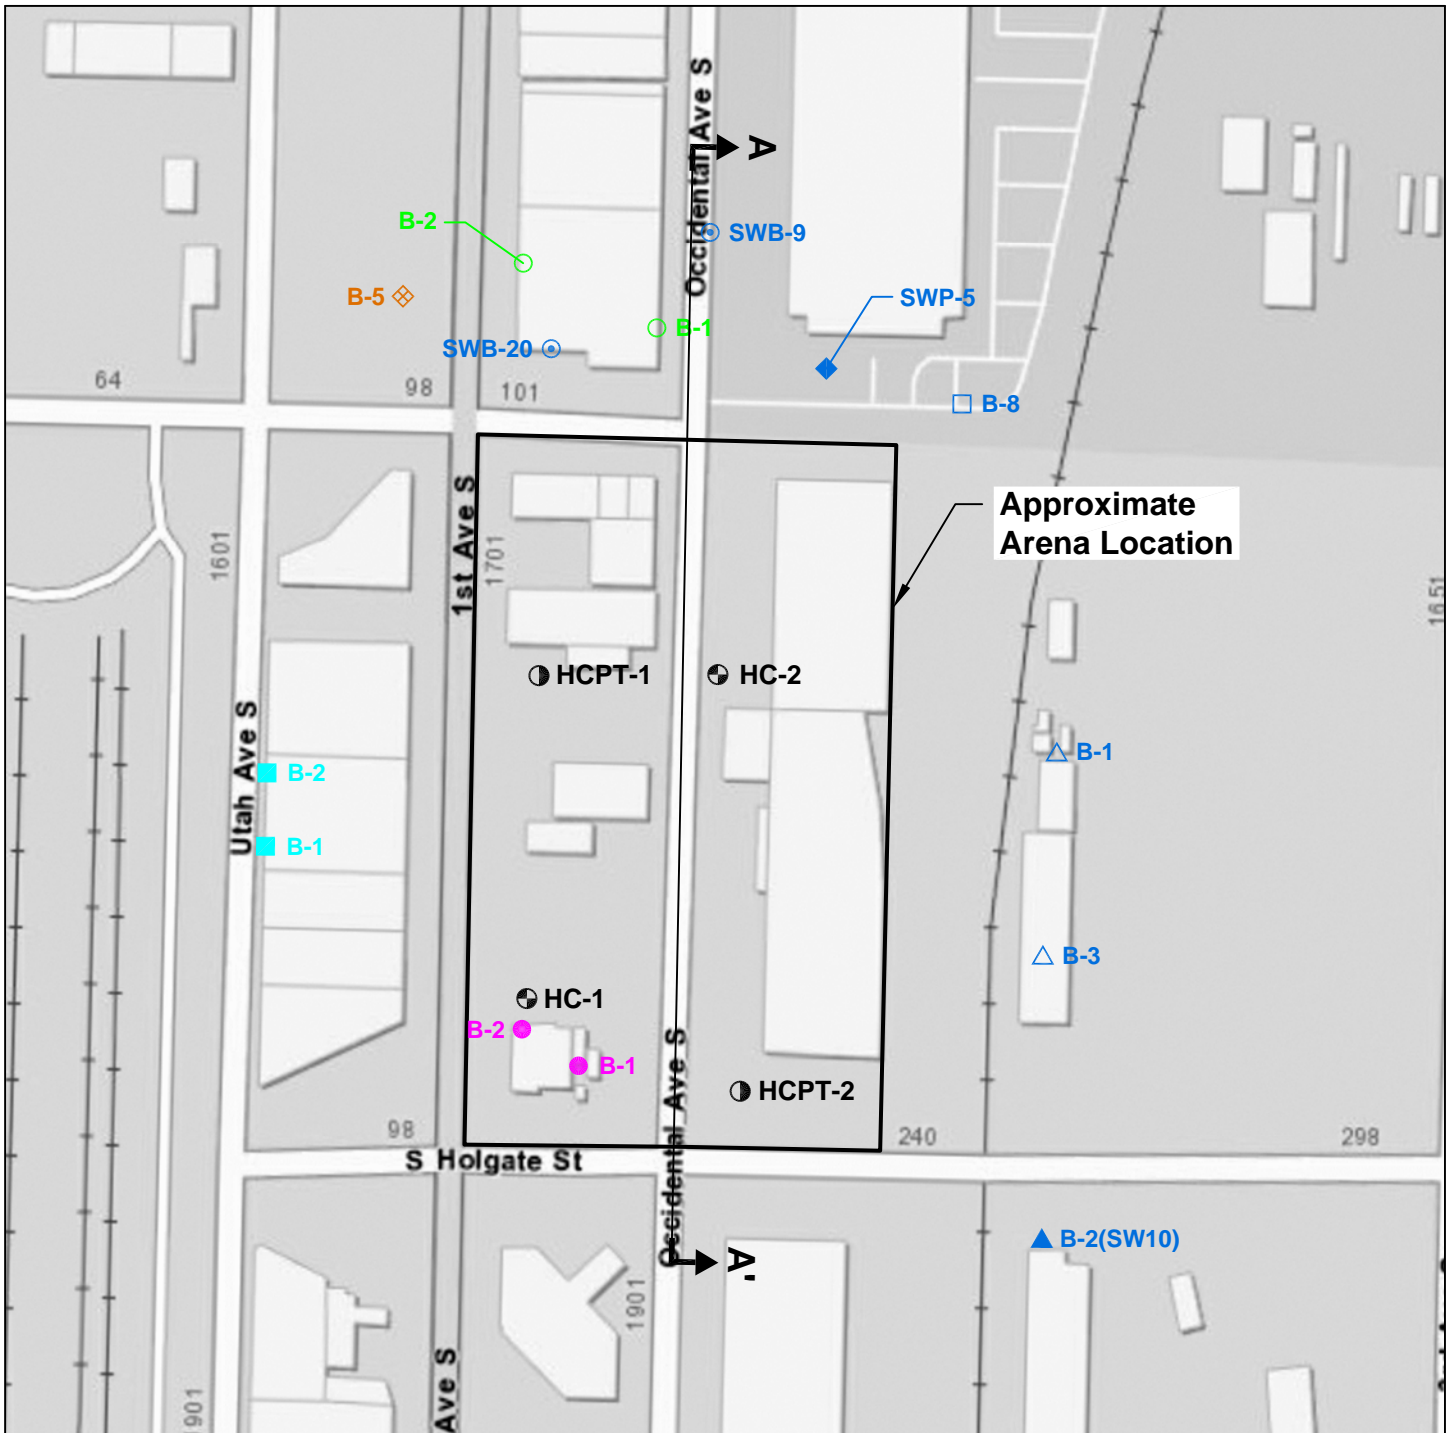 Occidental Ave S
A
B-2
SWB-9
B-5
SWP-5
B-1
SWB-20
64
98
101
B-8
Approximate
Arena Location
1st Ave S
1701
1601
1651
HCPT-1
HC-2
Utah Ave S
B-2
B-1
B-1
B-3
HC-1
B-2
B-1
Occidental Ave S
HCPT-2
98
240
298
S Holgate St
B-2(SW10)
A'
1901
Ave S
1901